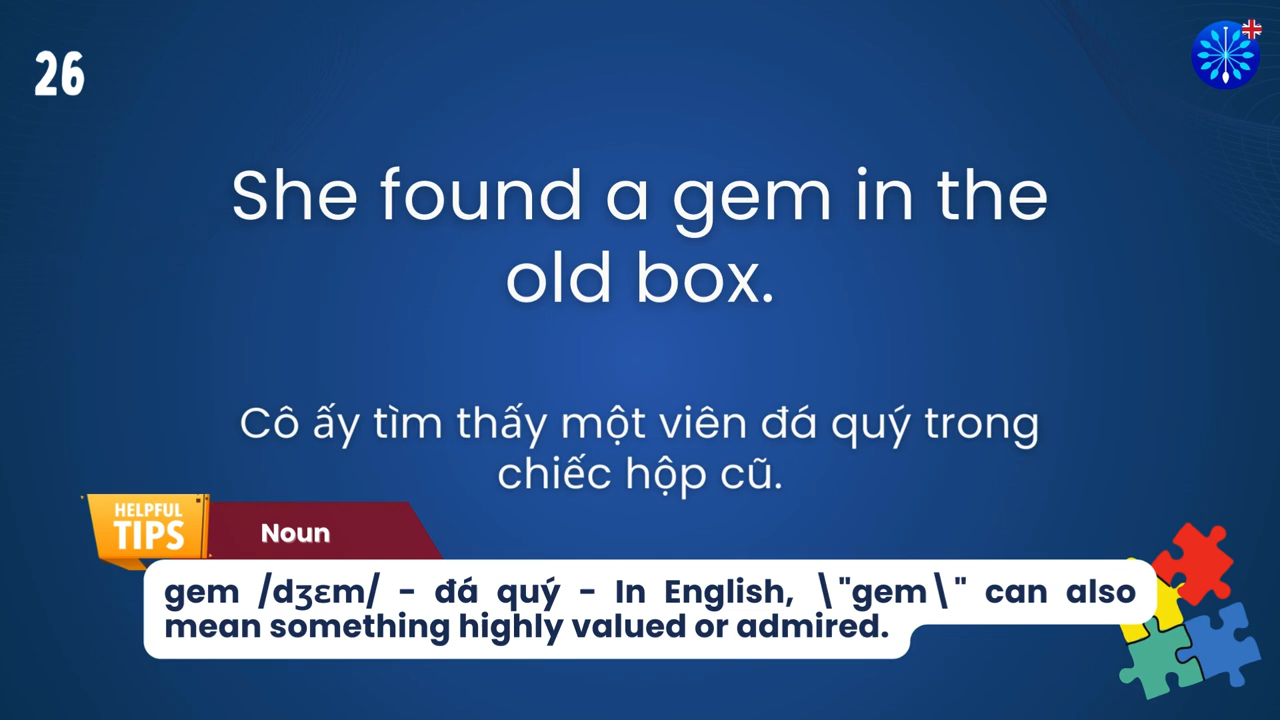 26
She found a gem in the
old box.
Cô ấy tìm thấy một viên đá quý trong
chiếc hộp cũ.
HELPFUL
TIPS
Noun
gem /dʒɛm/ - đá quý - In English, \"gem\" can also
mean something highly valued or admired.